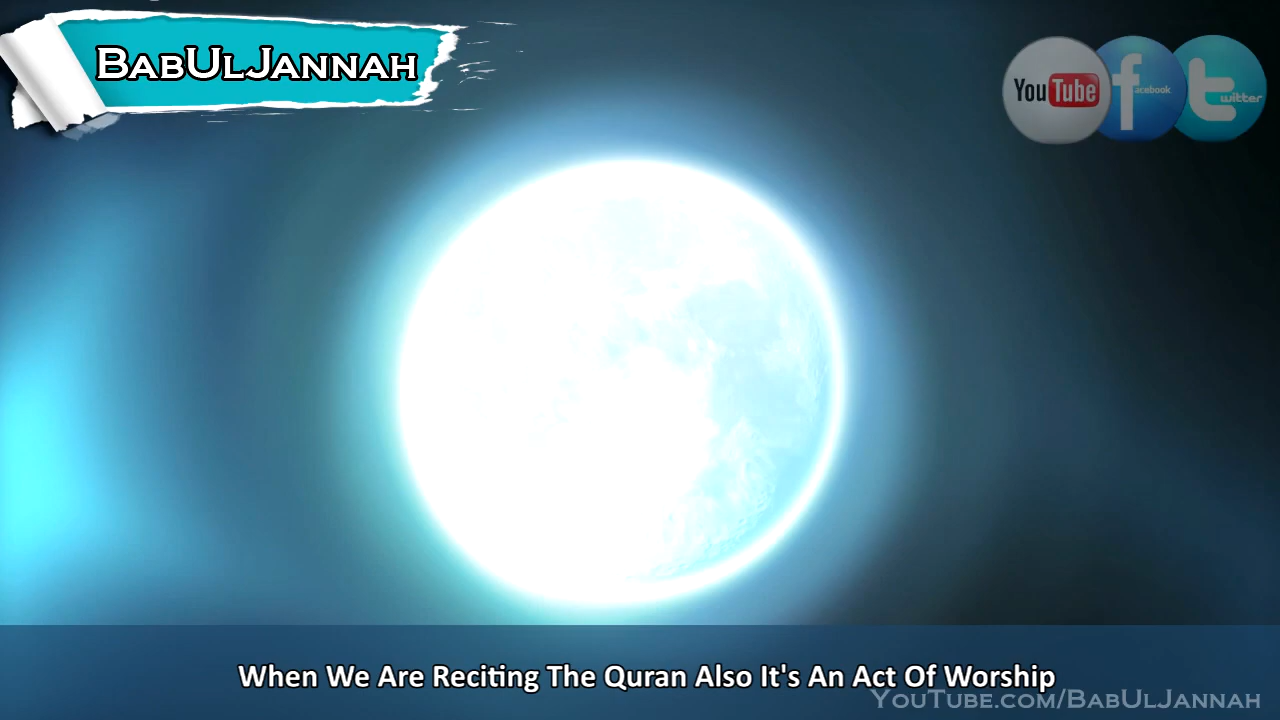 BabUlJannah
YouTube facebook twitter
When We Are Reciting The Quran Also It's An Act Of Worship
YouTube.com/BabUlJannah